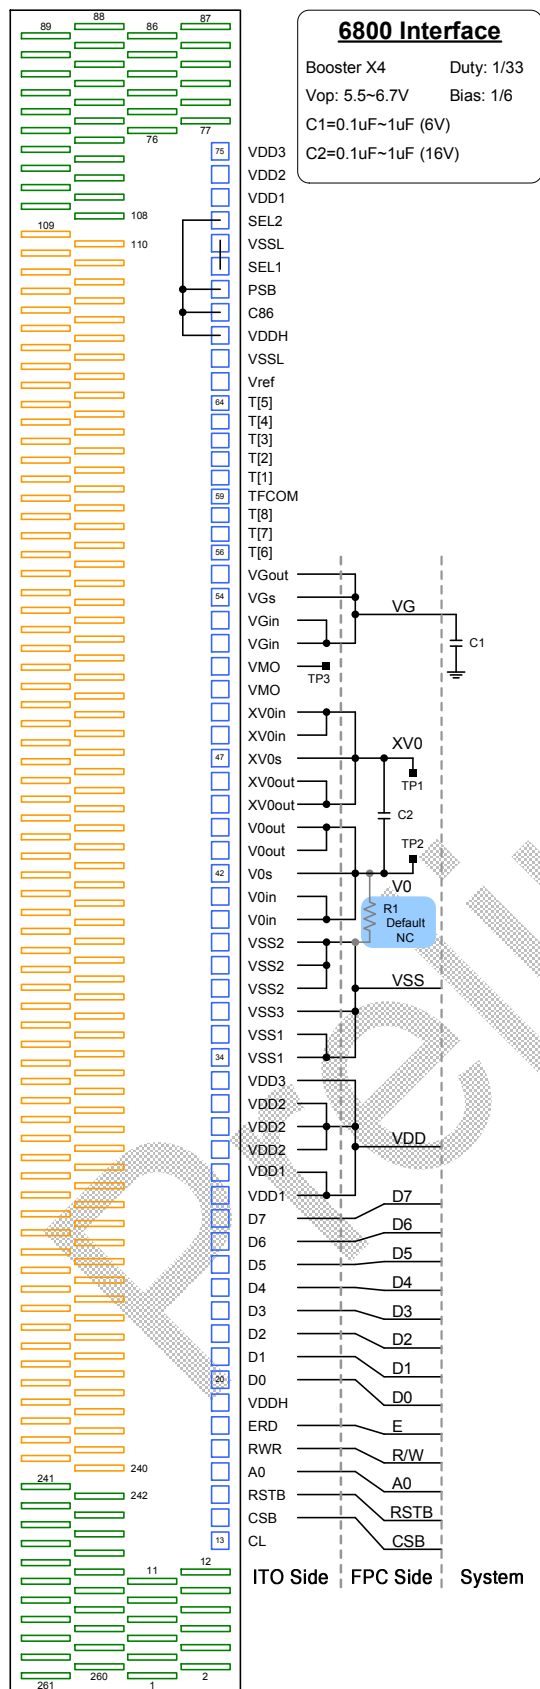 6800 Interface
Booster X4 Duty: 1/33
Vop: 5.5~6.7V Bias: 1/6
C1=0.1uF~1uF (6V)
C2=0.1uF~1uF (16V)
88 87
89 86
76 77
75 VDD3
VDD2
VDD1
108 SEL2
109
110 VSSL
SEL1
PSB
C86
VDDH
VSSL
Vref
64 T[5]
T[4]
T[3]
T[2]
T[1]
59 TFCOM
T[8]
T[7]
56 T[6]
VGout
54 VGs VG
VGin
VGin C1
VMO TP3
VMO
XV0in
XV0in XV0
47 XV0s
XV0out TP1
XV0out C2
V0out
V0out TP2
42 V0s V0
V0in R1
V0in Default
VSS2 NC
VSS2
VSS2 VSS
VSS3
VSS1
34 VSS1
VDD3
VDD2
VDD2 VDD
VDD2
VDD1
VDD1 D7
D7 D6
D6 D5
D5 D4
D4 D3
D3 D2
D2 D1
D1 D0
20 D0
VDDH E
ERD R/W
RWR A0
240 A0 RSTB
241
242 RSTB CSB
CSB
13 CL
12
11 ITO Side FPC Side System
260 2
261 1
Preli